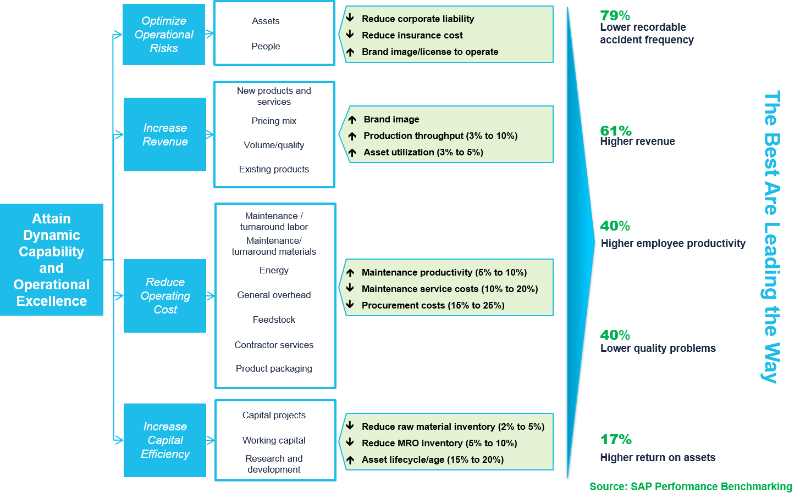 Attain
Dynamic
Capability
and
Operational
Excellence
Optimize
Operational
Risks
Assets
People
Reduce corporate liability
Reduce insurance cost
Brand image/license to operate
Increase
Revenue
New products and
services
Pricing mix
Volume/quality
Existing products
Brand image
Production throughput (3% to 10%)
Asset utilization (3% to 5%)
Reduce
Operating
Cost
Maintenance /
turnaround labor
Maintenance/
turnaround materials
Energy
General overhead
Feedstock
Contractor services
Product packaging
Maintenance productivity (5% to 10%)
Maintenance service costs (10% to 20%)
Procurement costs (15% to 25%)
Increase
Capital
Efficiency
Capital projects
Working capital
Research and
development
Reduce raw material inventory (2% to 5%)
Reduce MRO inventory (5% to 10%)
Asset lifecycle/age (15% to 20%)
79%
Lower recordable
accident frequency
61%
Higher revenue
40%
Higher employee productivity
40%
Lower quality problems
17%
Higher return on assets
The Best Are Leading the Way
Source: SAP Performance Benchmarking